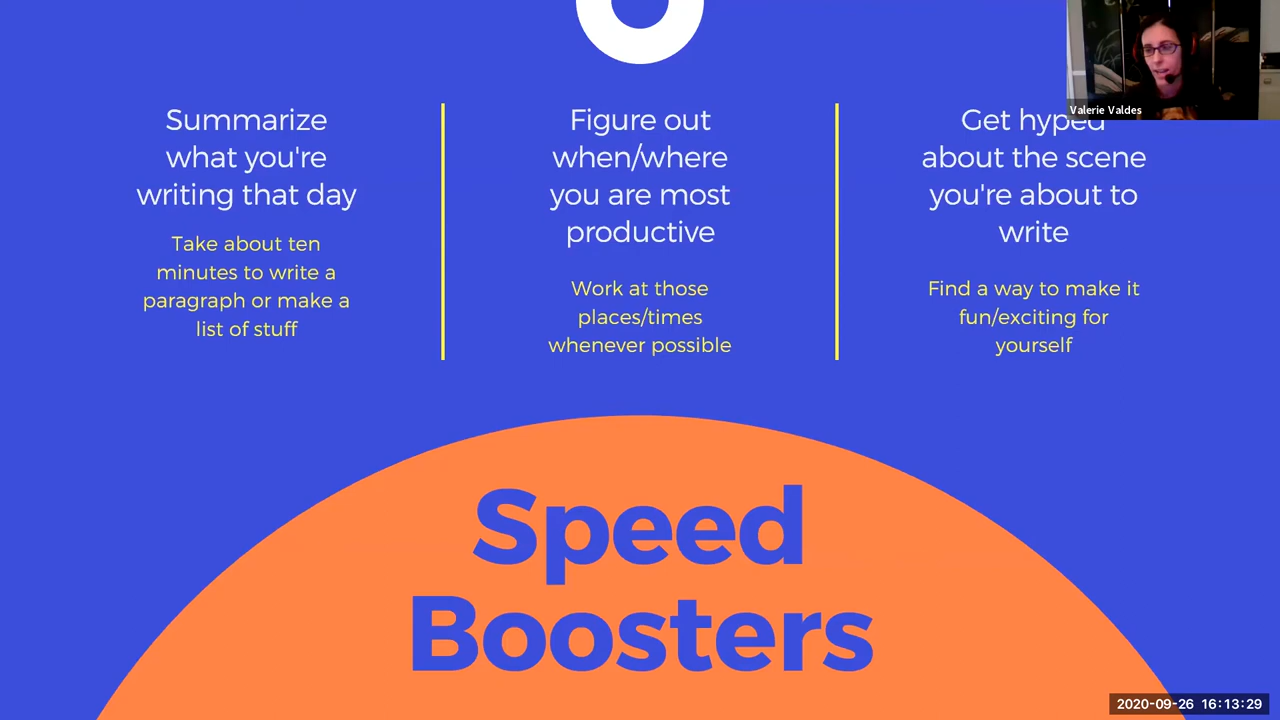 Valerie Valdes
Summarize
what you're
writing that day
Take about ten
minutes to write a
paragraph or make a
list of stuff
Figure out
when/where
you are most
productive
Work at those
places/times
whenever possible
Get hyped
about the scene
you're about to
write
Find a way to make it
fun/exciting for
yourself
Speed
Boosters
2020-09-26 16:13:29